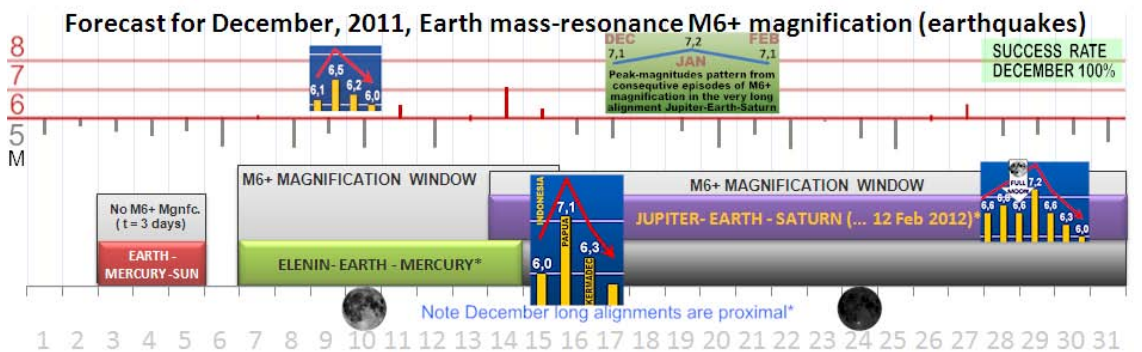 Forecast for December, 2011, Earth mass-resonance M6+ magnification (earthquakes)
8
7
6
5
M
6,1
6,5
6,2
6,0
DEC
7,1
7,2
JAN
FEB
7,1
Peak-magnitudes pattern from
consequtive episodes of M6+
magnification in the very long
alignment Jupiter-Earth-Saturn
SUCCESS RATE
DECEMBER 100%
No M6+ Mgnfc.
( t = 3 days)
EARTH -
MERCURY -SUN
M6+ MAGNIFICATION WINDOW
ELENIN- EARTH - MERCURY*
INDONESIA
6,0
7,1
PAPUA
6,3
KERMADEC
M6+ MAGNIFICATION WINDOW
JUPITER- EARTH - SATURN (... 12 Feb 2012)*
6,6
6,6
FULL
MOON
7,2
6,6
6,3
6,0
Note December long alignments are proximal*
1 2 3 4 5 6 7 8 9 10 11 12 13 14 15 16 17 18 19 20 21 22 23 24 25 26 27 28 29 30 31